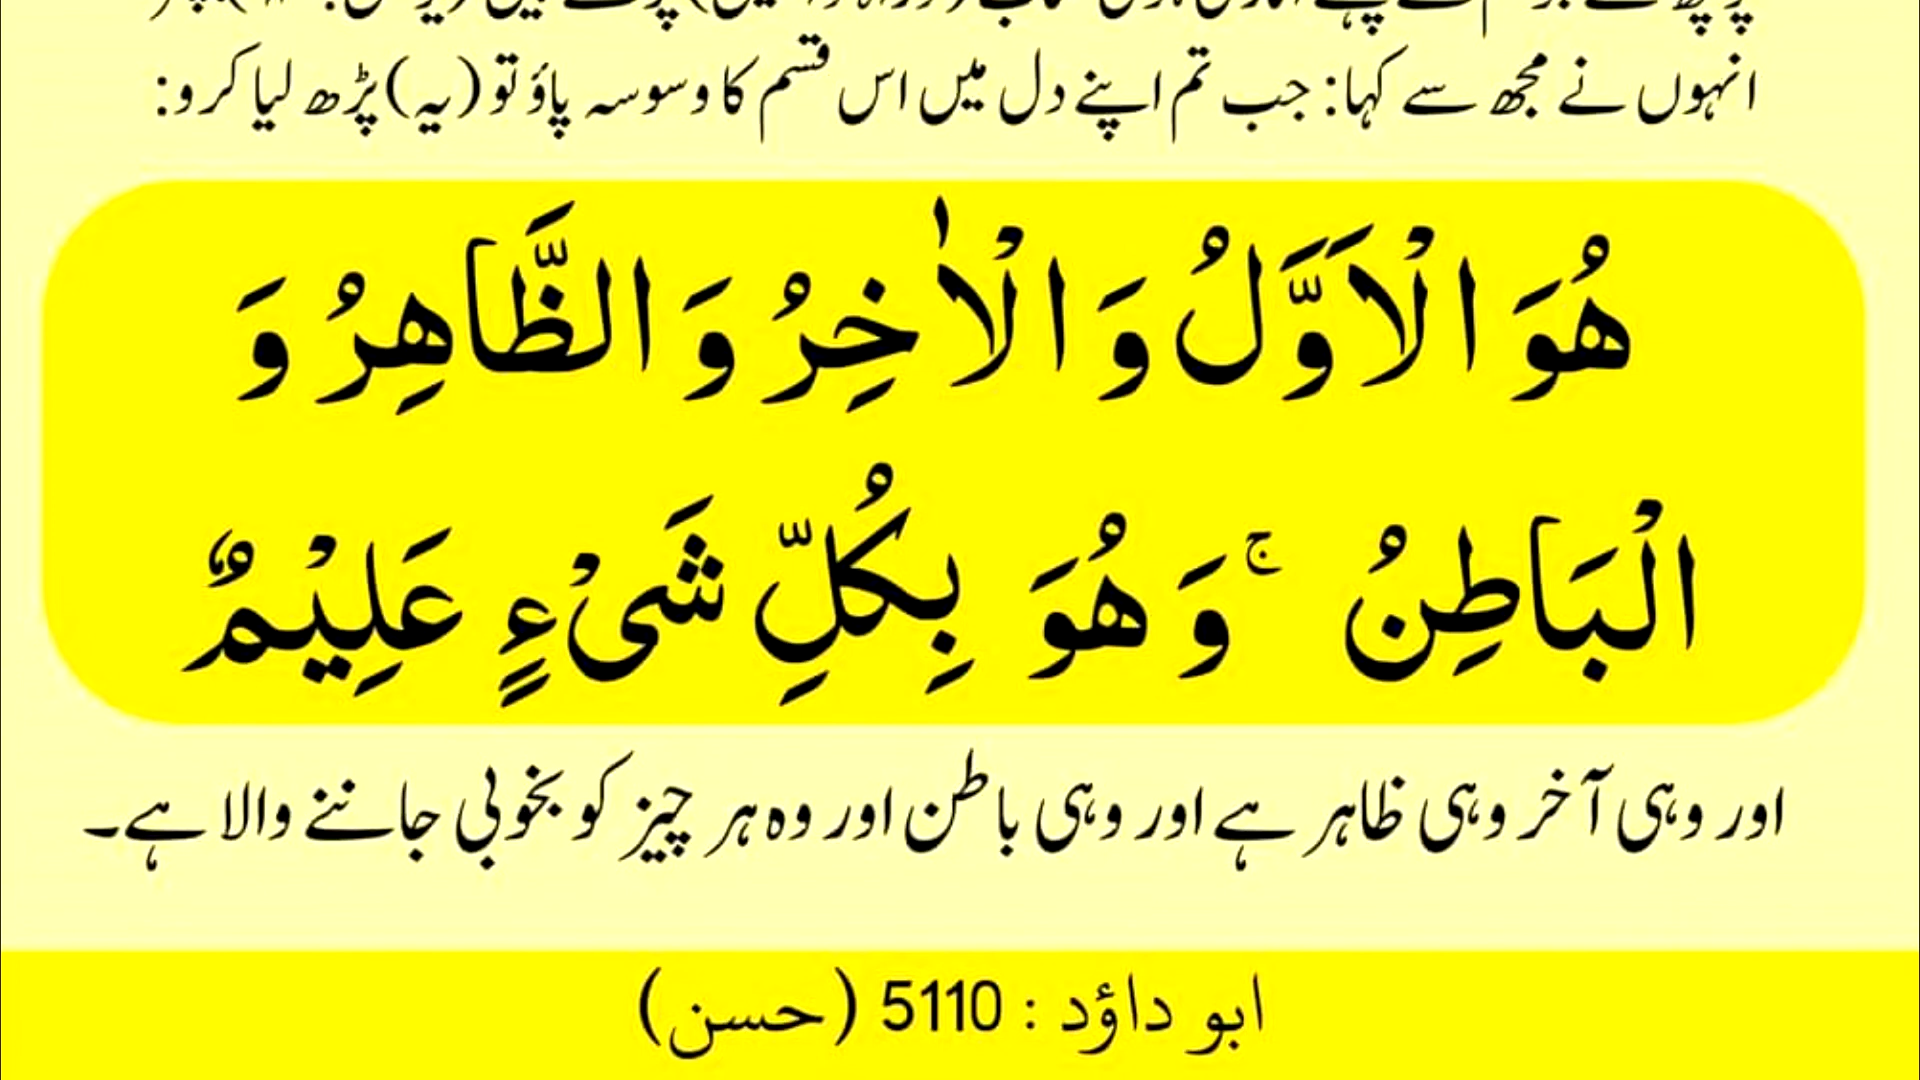 انہوں نے مجھ سے کہا: جب تم اپنے دل میں اس قسم کا وسوسہ پاؤ تو (یہ) پڑھ لیا کرو:
هُوَ الْاَوَّلُ وَ الْاٰخِرُ وَ الظَّاهِرُ وَ
الْبَاطِنُ ۚ وَ هُوَ بِكُلِّ شَیْءٍ عَلِیْمٌ
اور وہی آخر وہی ظاہر ہے اور وہی باطن اور وہ ہر چیز کو بخوبی جاننے والا ہے۔
ابو داؤد : 5110 (حسن)